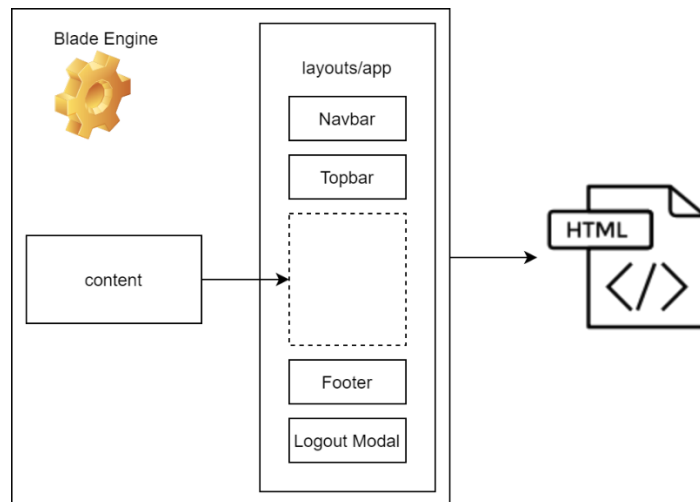 Blade Engine
layouts/app
Navbar
Topbar
content
Footer
Logout Modal
HTML
</>